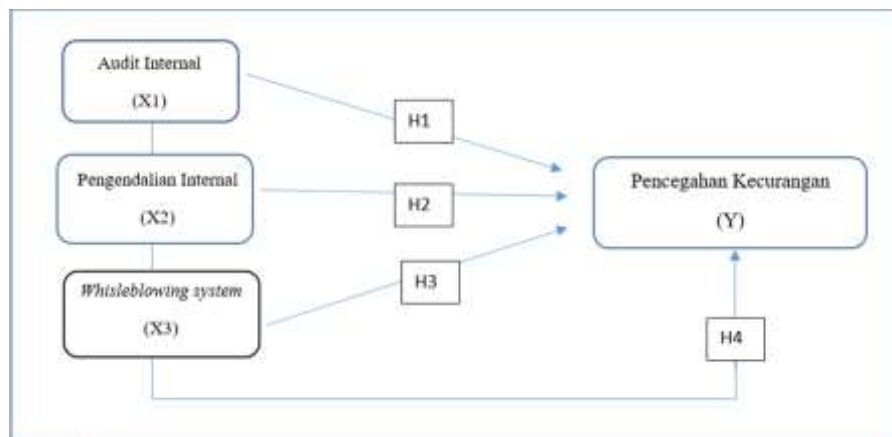 Audit Internal
(X1)
H1
Pengendalian Internal
(X2)
H2
Pencegahan Kecurangan
(Y)
Whisleblowing system
(X3)
H3
H4